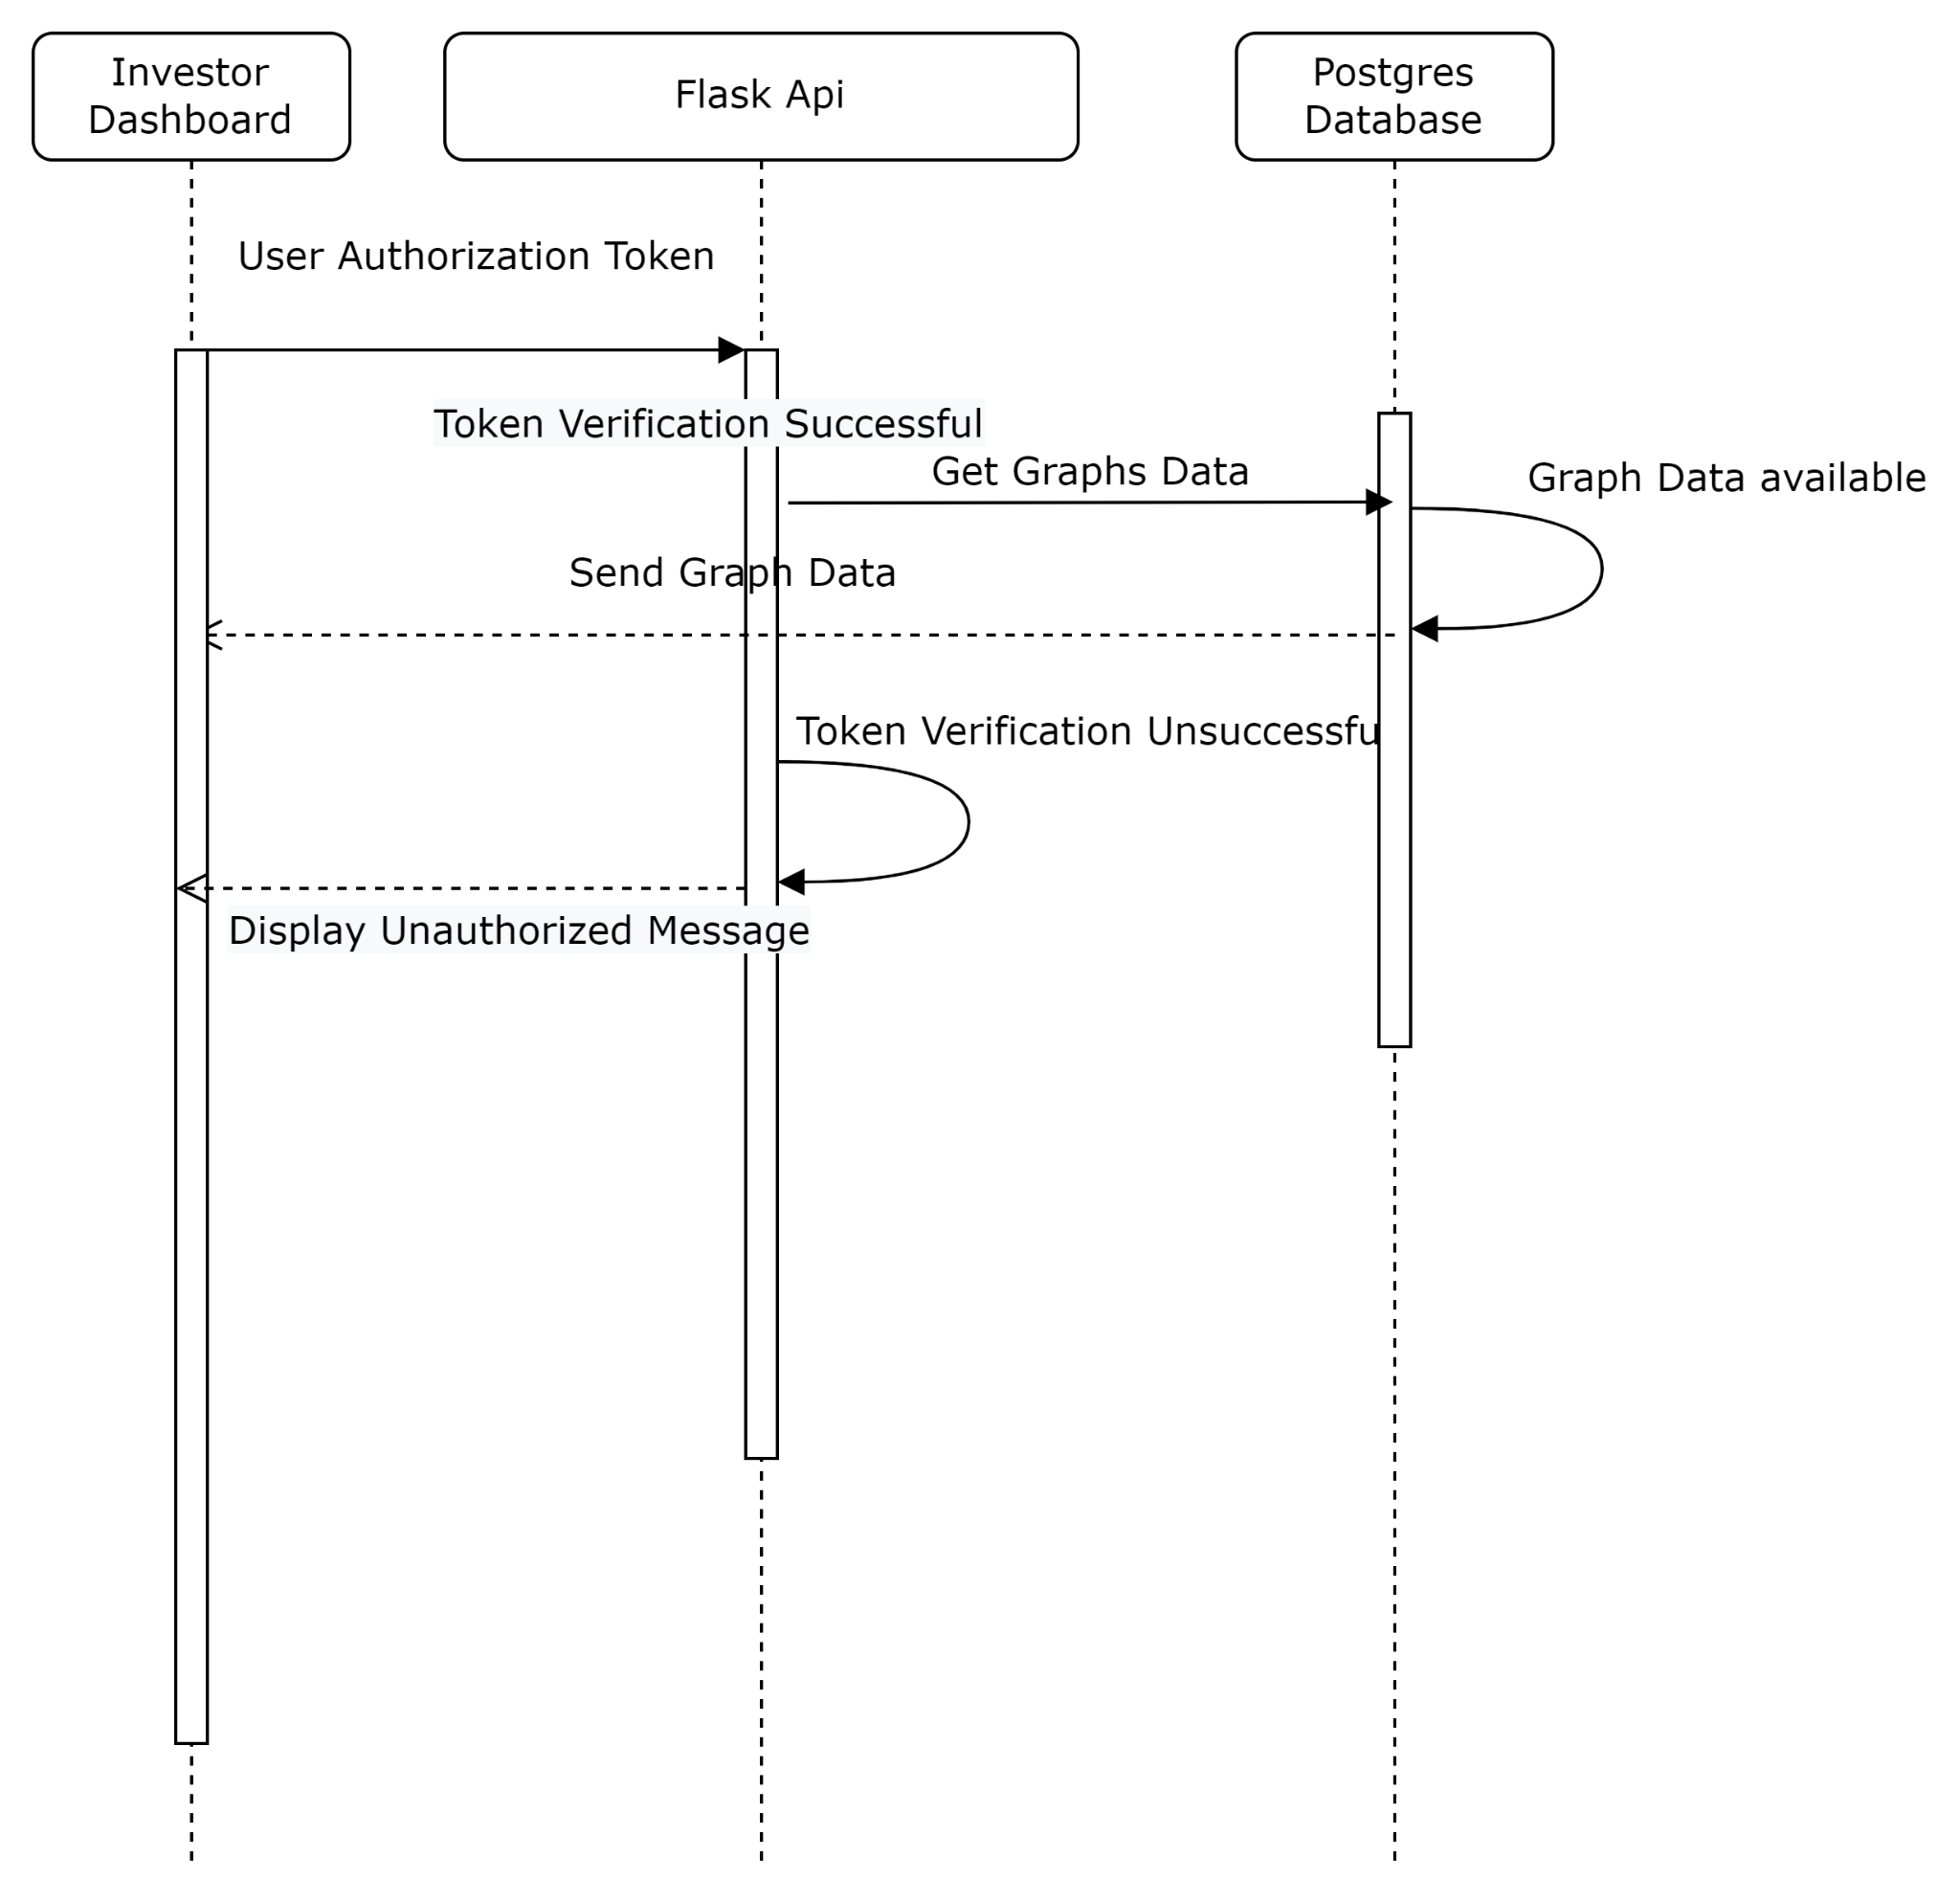 Investor
Dashboard
Flask Api
Postgres
Database
User Authorization Token
Token Verification Successful
Get Graphs Data
Graph Data available
Send Graph Data
Token Verification Unsuccessfu
Display Unauthorized Message